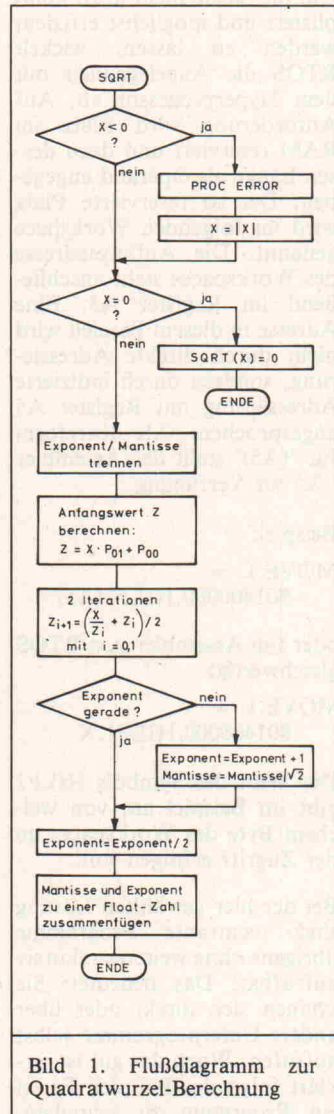 SQRT
X < 0
?
ja
nein
PROC ERROR
X = |X|
X = 0
?
ja
nein
SQRT (X) = 0
ENDE
Exponent / Mantisse
trennen
Anfangswert Z
berechnen:
Z = X · P01 + P00
2 Iterationen
Zi+1 = (X/Zi + Zi) / 2
mit i = 0,1
Exponent
gerade ?
nein
ja
Exponent = Exponent + 1
Mantisse = Mantisse/√2
Exponent = Exponent / 2
Mantisse und Exponent
zu einer Float-Zahl
zusammenfügen
ENDE
Bild 1. Flußdiagramm zur
Quadratwurzel-Berechnung